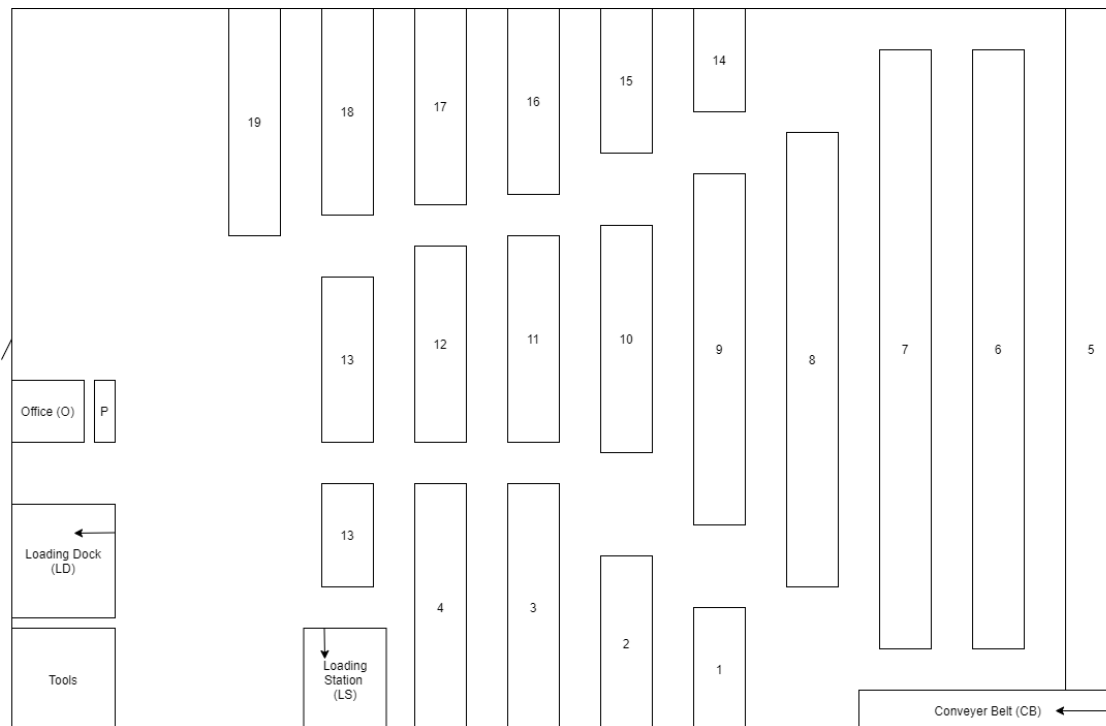 14
15
16
17
18
19
13
12
11
10
9
8
7
6
5
Office (O)
P
Loading Dock
(LD)
13
4
3
2
1
Tools
Loading
Station
(LS)
Conveyer Belt (CB)